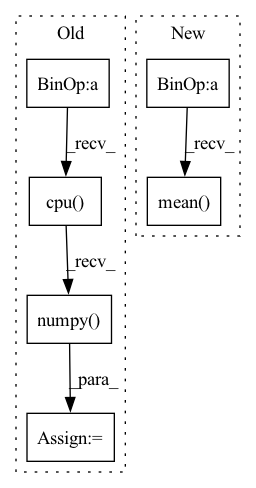 Old
New
BinOp:a
BinOp:a
_recv_
_recv_
cpu()
mean()
_recv_
numpy()
_para_
Assign:=